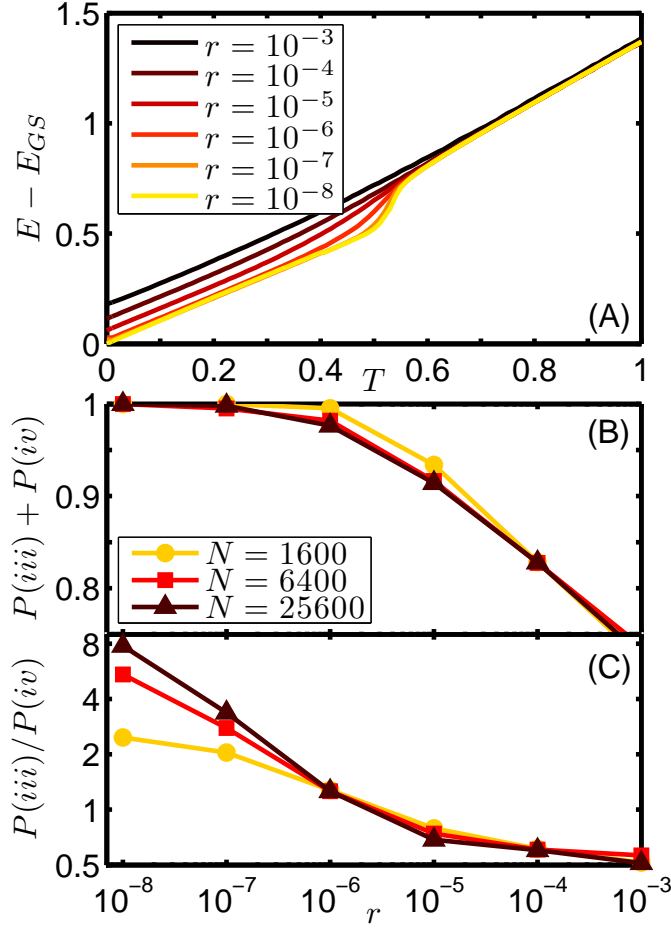 1.5
r = 10⁻³
r = 10⁻⁴
r = 10⁻⁵
r = 10⁻⁶
r = 10⁻⁷
r = 10⁻⁸
1
0.5
0
E − E_{GS}
(A)
0 0.2 0.4 0.6 0.8 1
T
1
0.9
0.8
P(iii) + P(iv)
(B)
N = 1600
N = 6400
N = 25600
8
4
2
1
0.5
P(iii)/P(iv)
(C)
10⁻⁸ 10⁻⁷ 10⁻⁶ 10⁻⁵ 10⁻⁴ 10⁻³
r